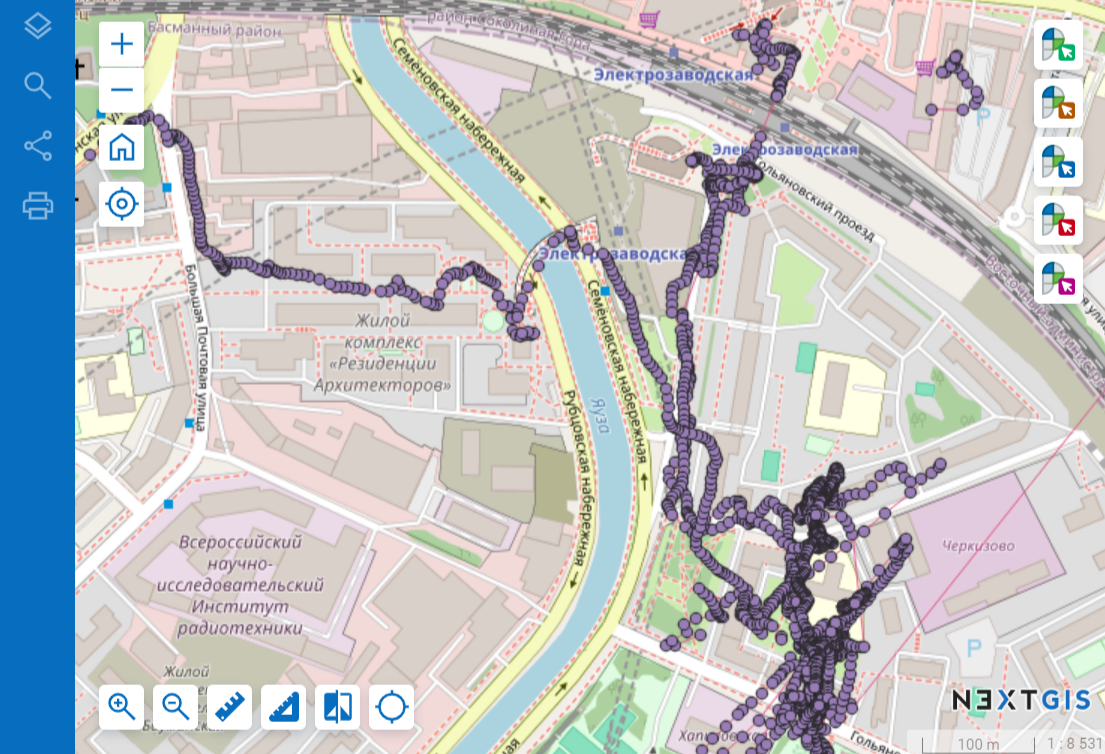 район Соколиная Гора
Басманный район
Семёновская набережная
Электрозаводская
Электрозаводская
Гольяновский проезд
Электрозаводская
Большая Почтовая улица
Жилой
комплекс
«Резиденции
Архитекторов»
Семёновская набережная
Яуза
Рубцовская набережная
P
Всероссийский
научно-
исследовательский
Институт
радиотехники
Черкизово
P
Жилой
NEXTGIS
100 m
1 : 8 531